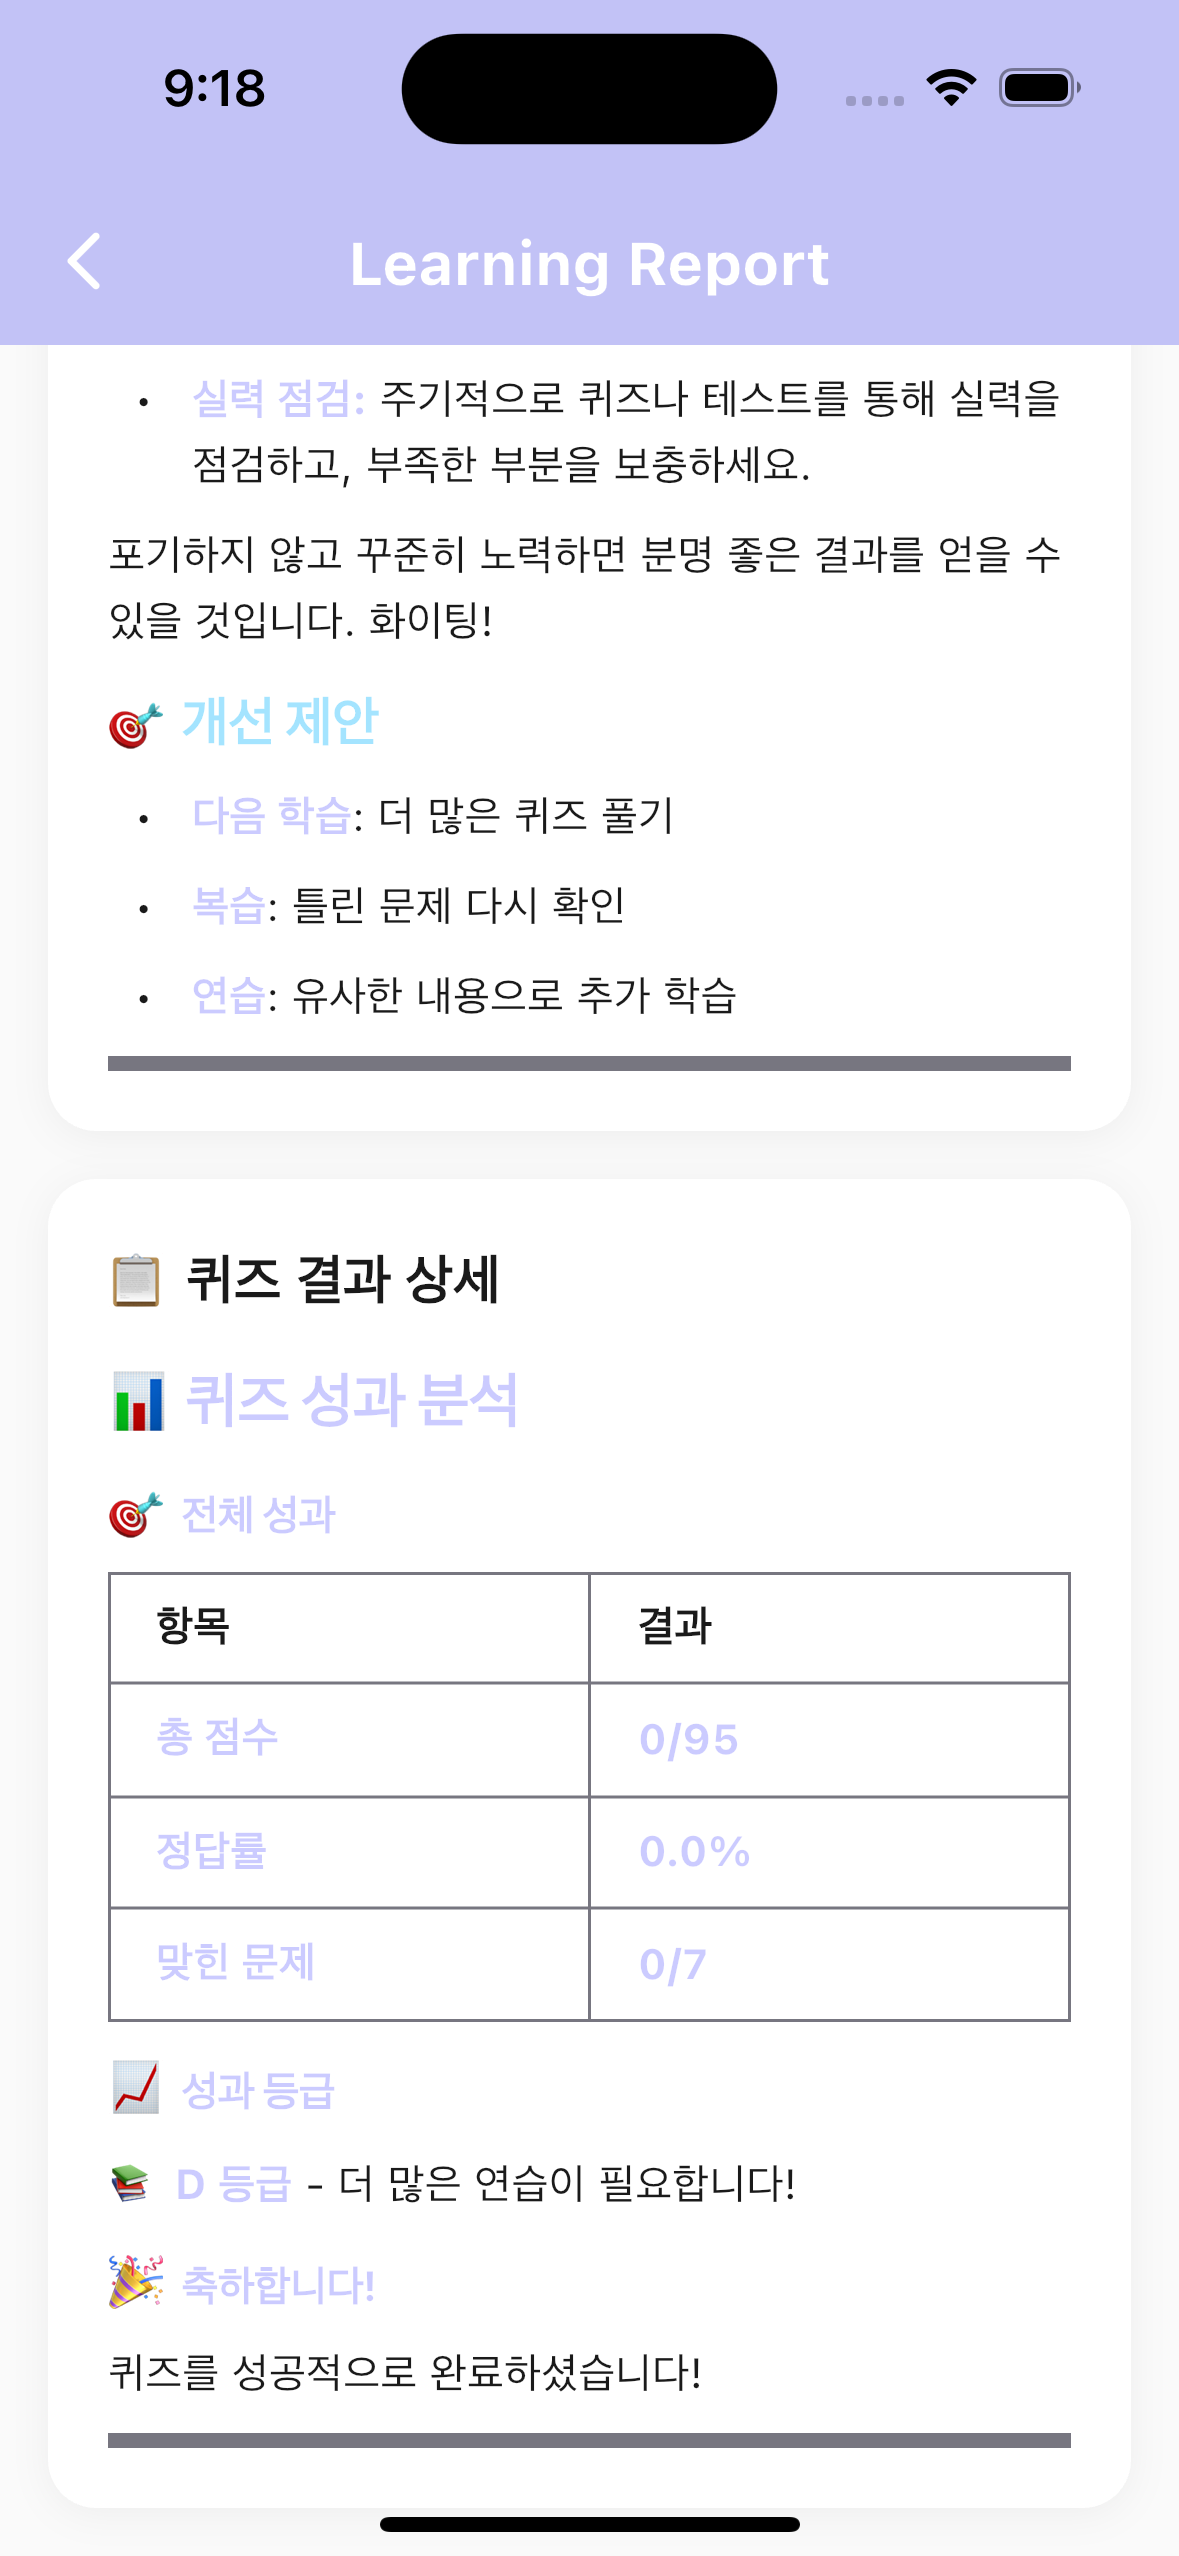 9:18
Learning Report
• 실력 점검: 주기적으로 퀴즈나 테스트를 통해 실력을
점검하고, 부족한 부분을 보충하세요.
포기하지 않고 꾸준히 노력하면 분명 좋은 결과를 얻을 수
있을 것입니다. 화이팅!
🎯 개선 제안
• 다음 학습: 더 많은 퀴즈 풀기
• 복습: 틀린 문제 다시 확인
• 연습: 유사한 내용으로 추가 학습
📋 퀴즈 결과 상세
📊 퀴즈 성과 분석
🎯 전체 성과
항목 결과
총 점수 0/95
정답률 0.0%
맞힌 문제 0/7
📈 성과 등급
📚 D 등급 - 더 많은 연습이 필요합니다!
🎉 축하합니다!
퀴즈를 성공적으로 완료하셨습니다!